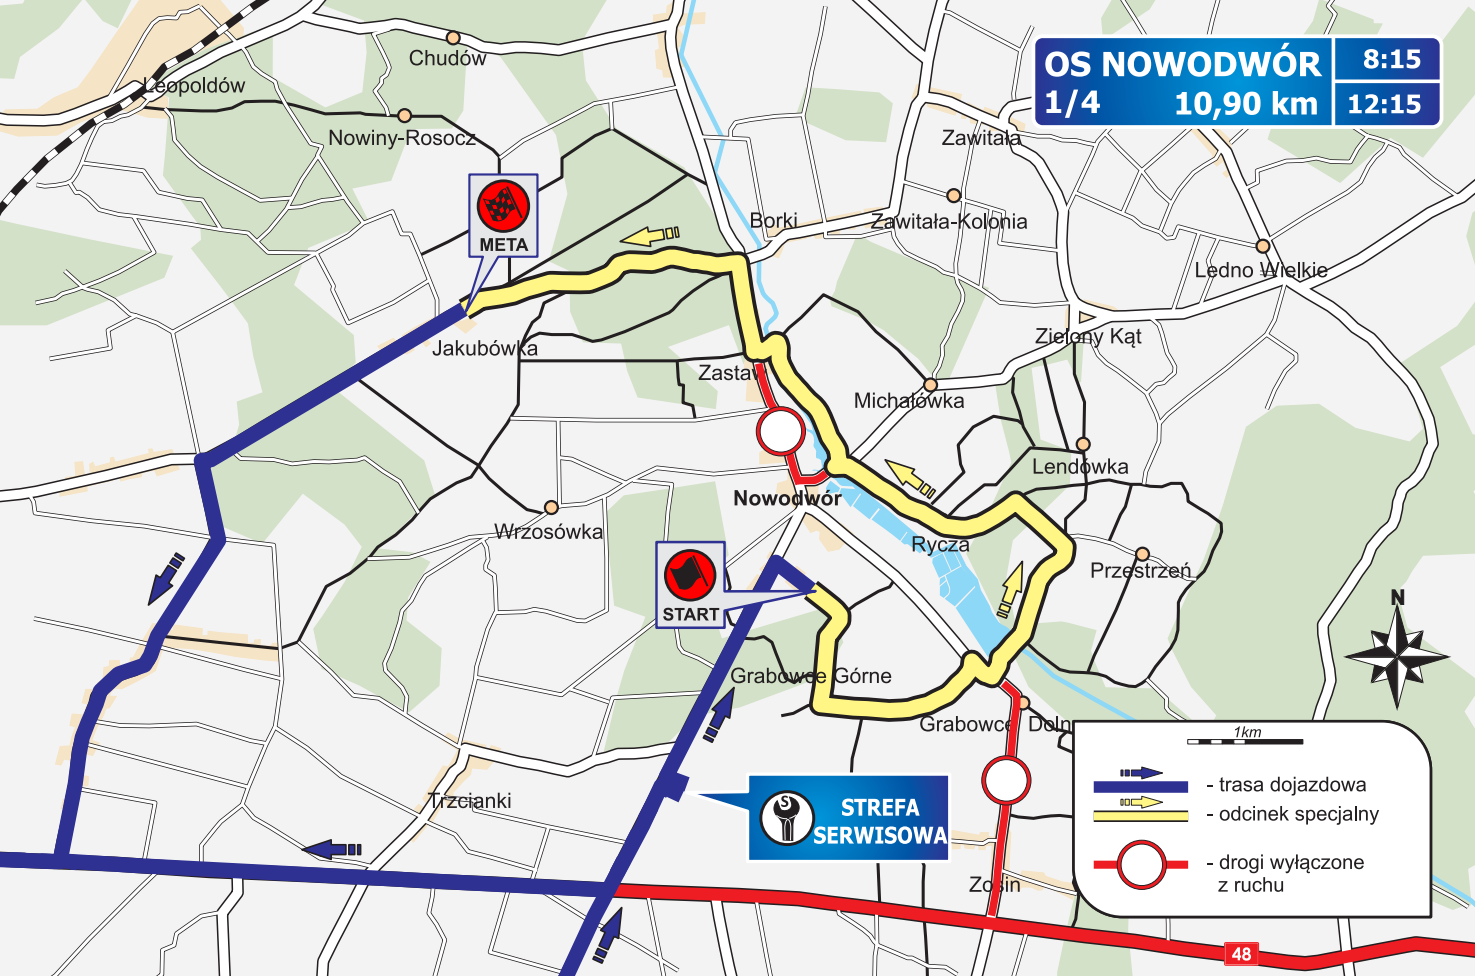 OS NOWODWÓR
8:15
1/4
10,90 km
12:15
Chudów
Leopoldów
Nowiny-Rosocz
Zawitała
Borki
Zawitała-Kolonia
META
Ledno Wielkie
Jakubówka
Zielony Kąt
Zastaw
Michałówka
Lendówka
Nowodwór
Wrzosówka
Rycza
Przestrzeń
START
N
Grabowce Górne
Grabowce Doln
1km
- trasa dojazdowa
- odcinek specjalny
- drogi wyłączone
z ruchu
Trzcianki
S
STREFA
SERWISOWA
Zosin
48